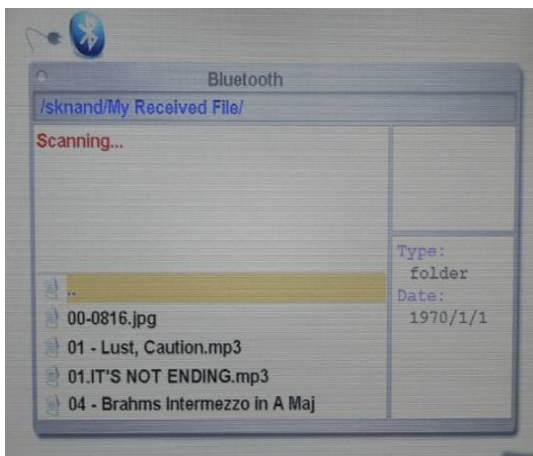 Bluetooth
/sknand/My Received File/
Scanning...
..
00-0816.jpg
01 - Lust, Caution.mp3
01.IT'S NOT ENDING.mp3
04 - Brahms Intermezzo in A Maj
Type:
folder
Date:
1970/1/1